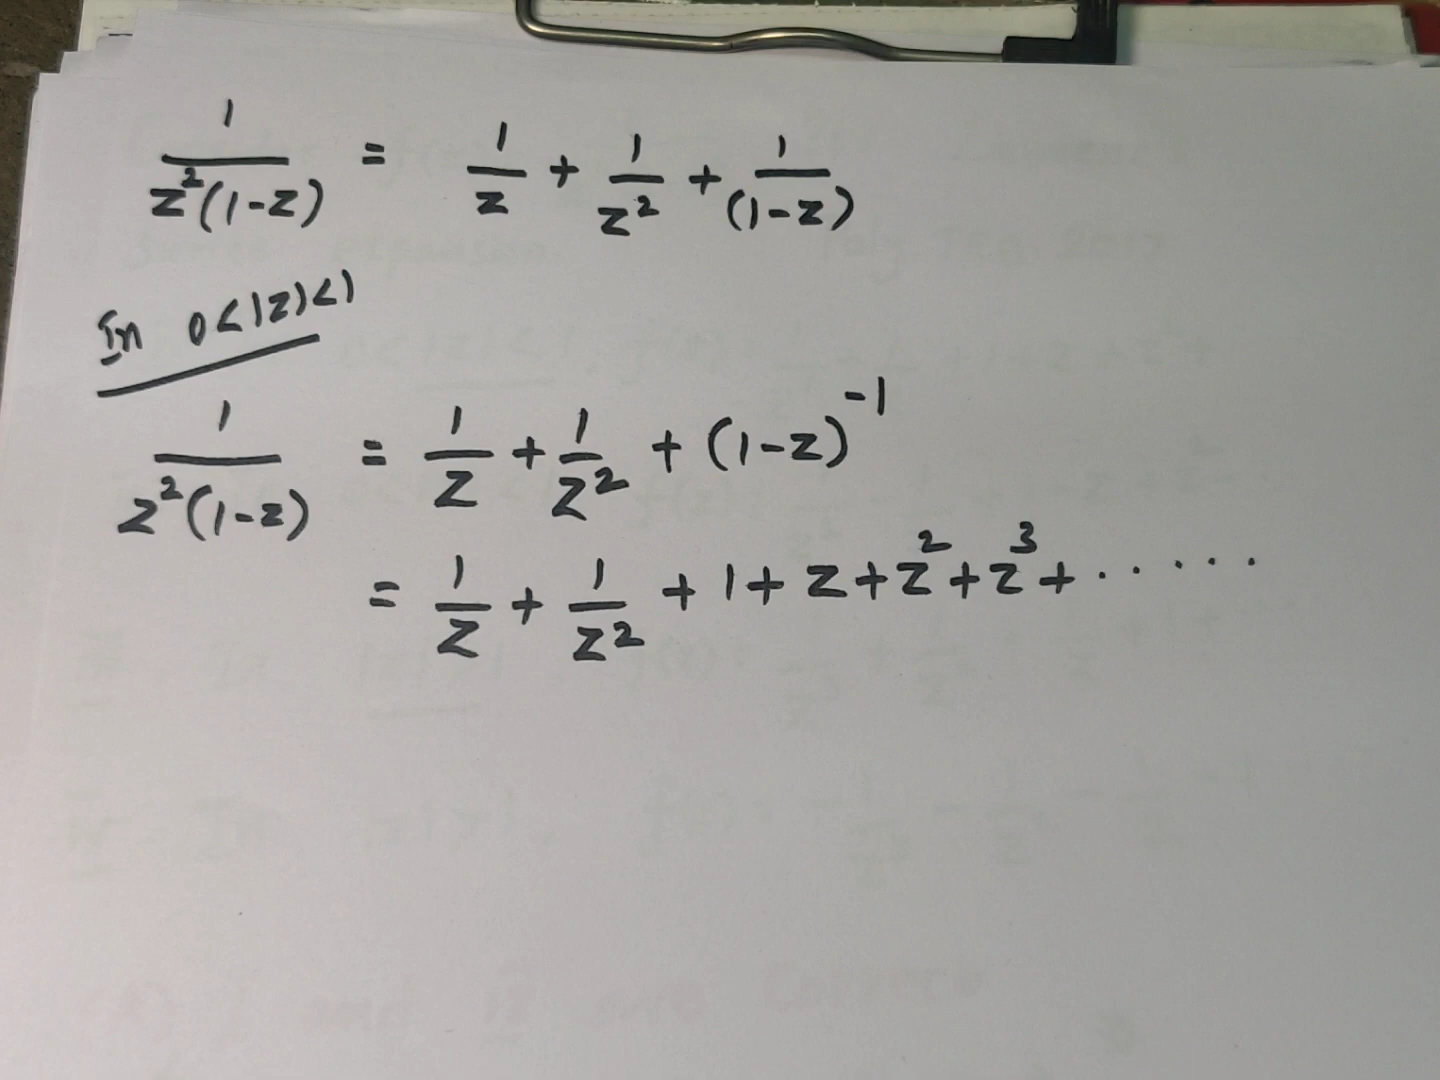 1/(z²(1-z)) = 1/z + 1/z² + 1/(1-z)
In 0<|z|<1
1/(z²(1-z)) = 1/z + 1/z² + (1-z)⁻¹
= 1/z + 1/z² + 1 + z + z² + z³ + ......